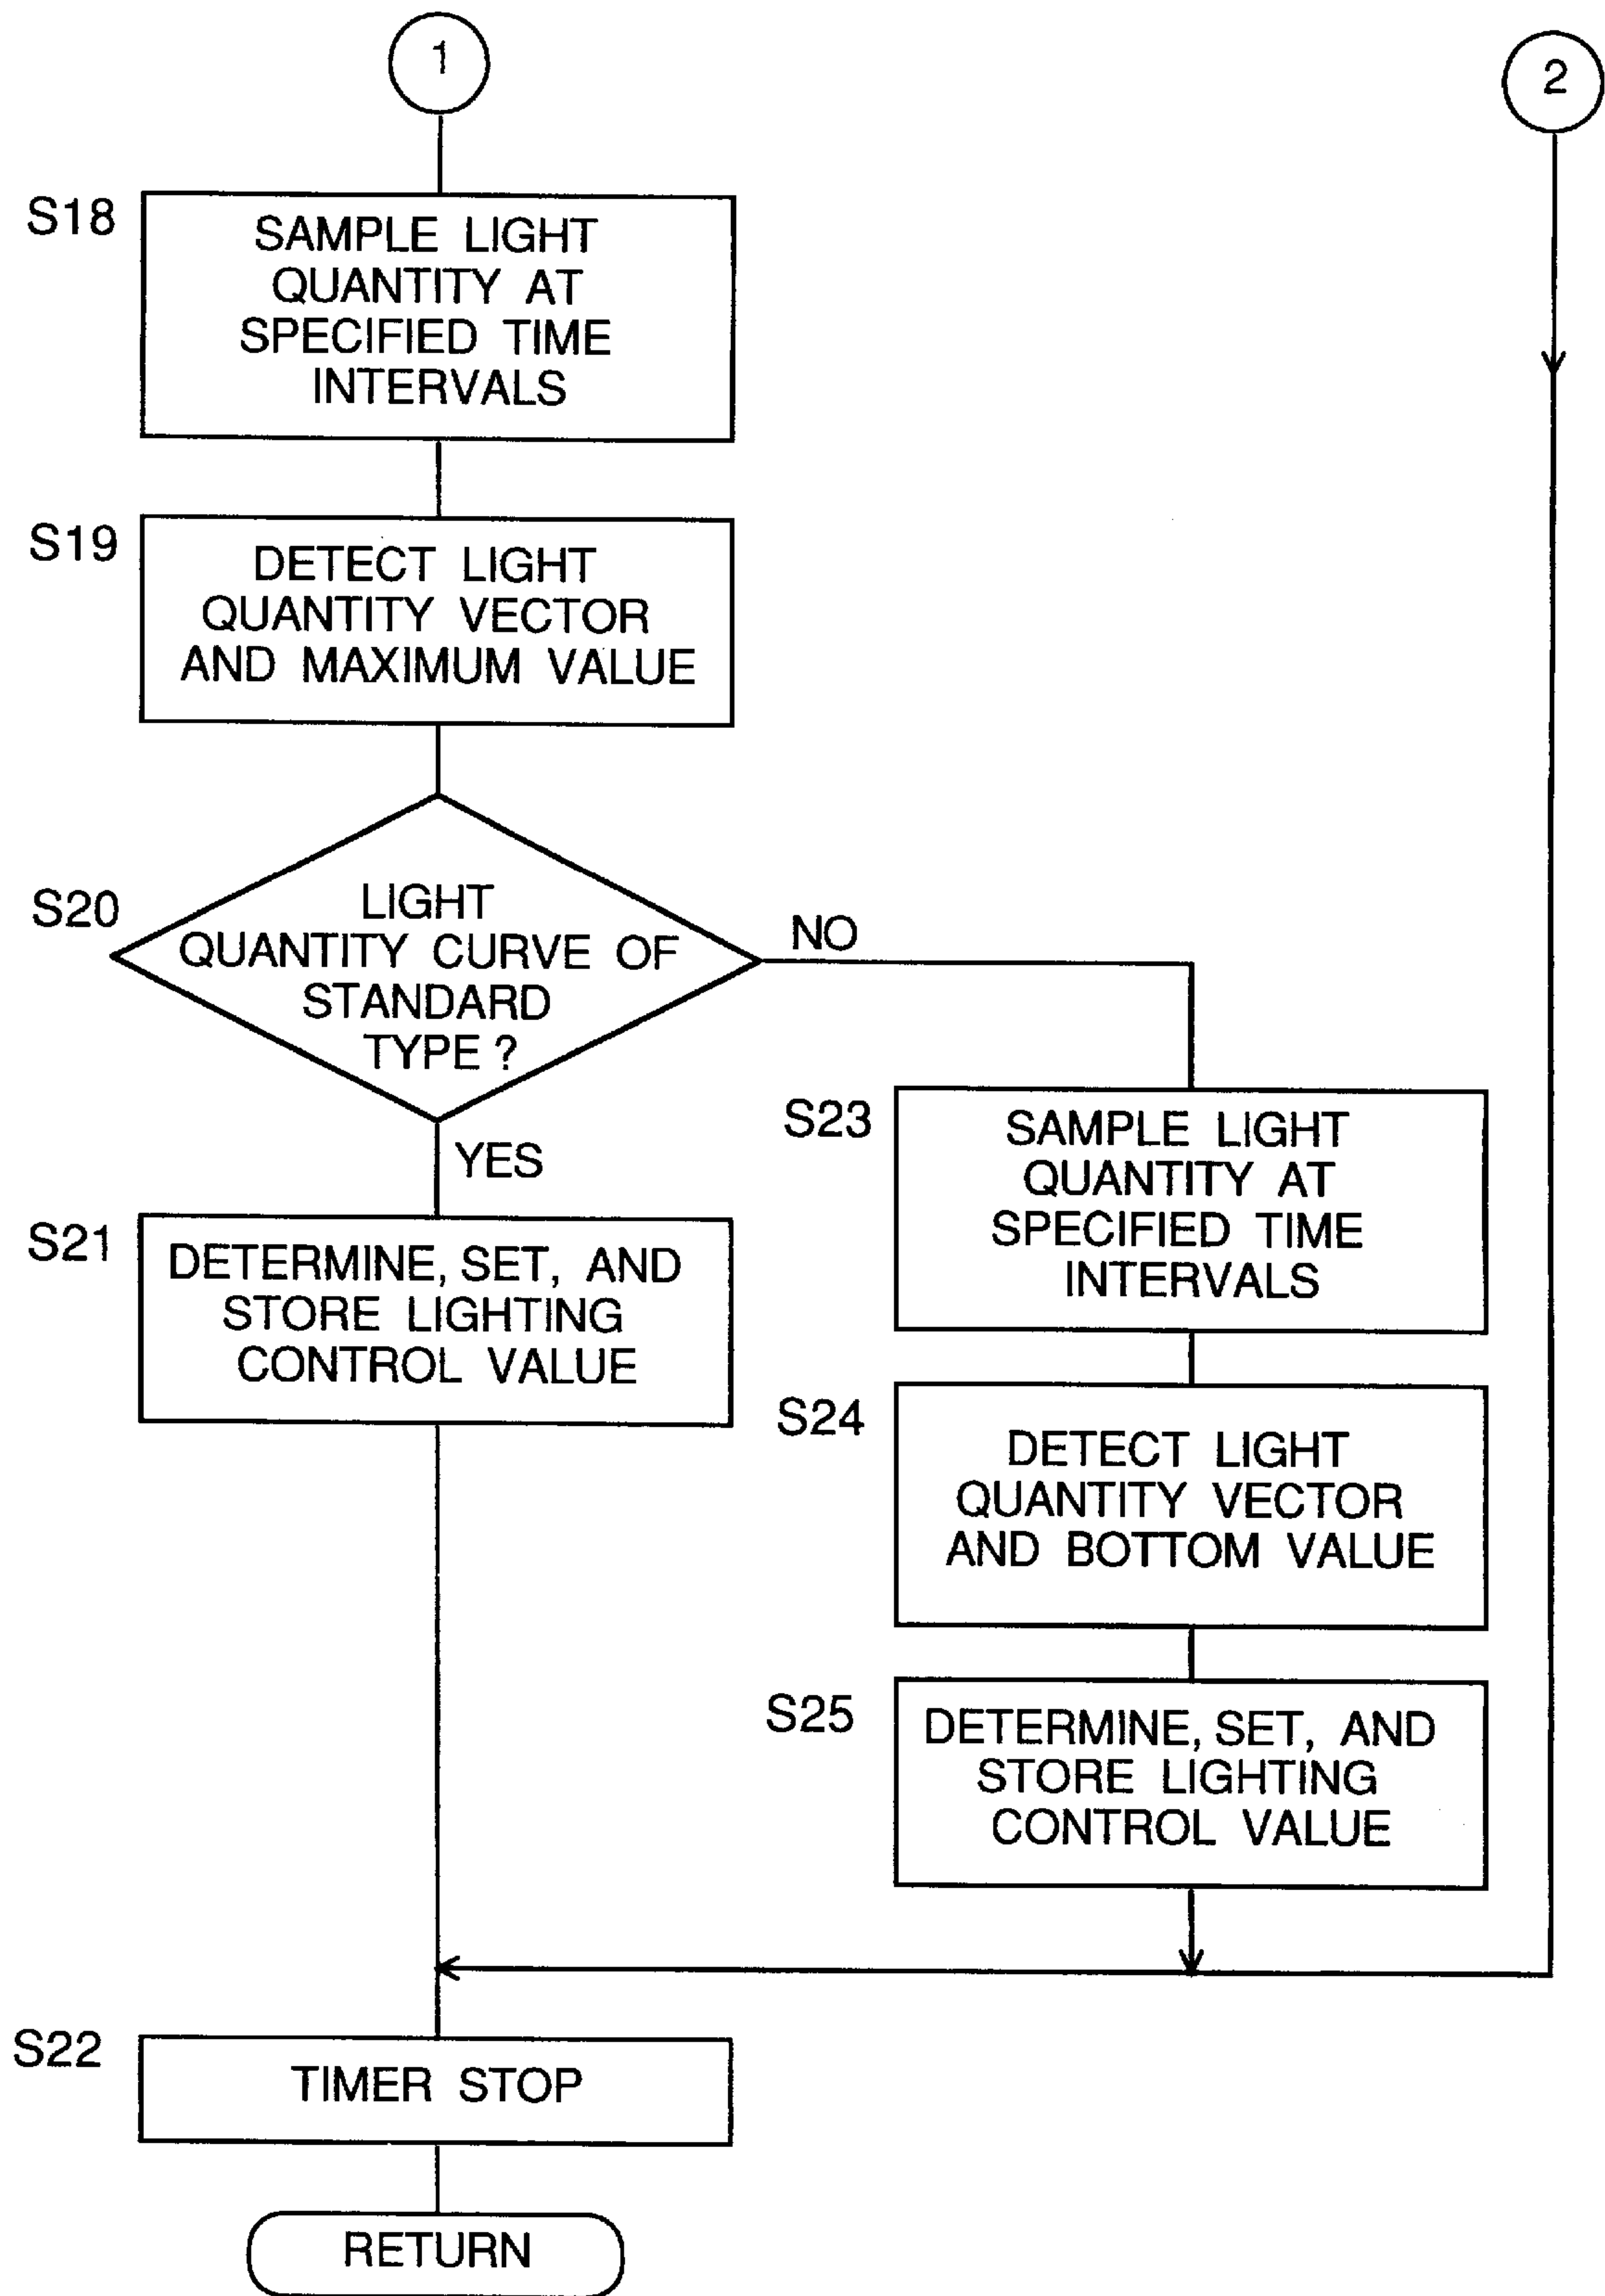 1
2
S18
SAMPLE LIGHT
QUANTITY AT
SPECIFIED TIME
INTERVALS
S19
DETECT LIGHT
QUANTITY VECTOR
AND MAXIMUM VALUE
S20
LIGHT
QUANTITY CURVE OF
STANDARD
TYPE ?
NO
YES
S21
DETERMINE, SET, AND
STORE LIGHTING
CONTROL VALUE
S23
SAMPLE LIGHT
QUANTITY AT
SPECIFIED TIME
INTERVALS
S24
DETECT LIGHT
QUANTITY VECTOR
AND BOTTOM VALUE
S25
DETERMINE, SET, AND
STORE LIGHTING
CONTROL VALUE
S22
TIMER STOP
RETURN